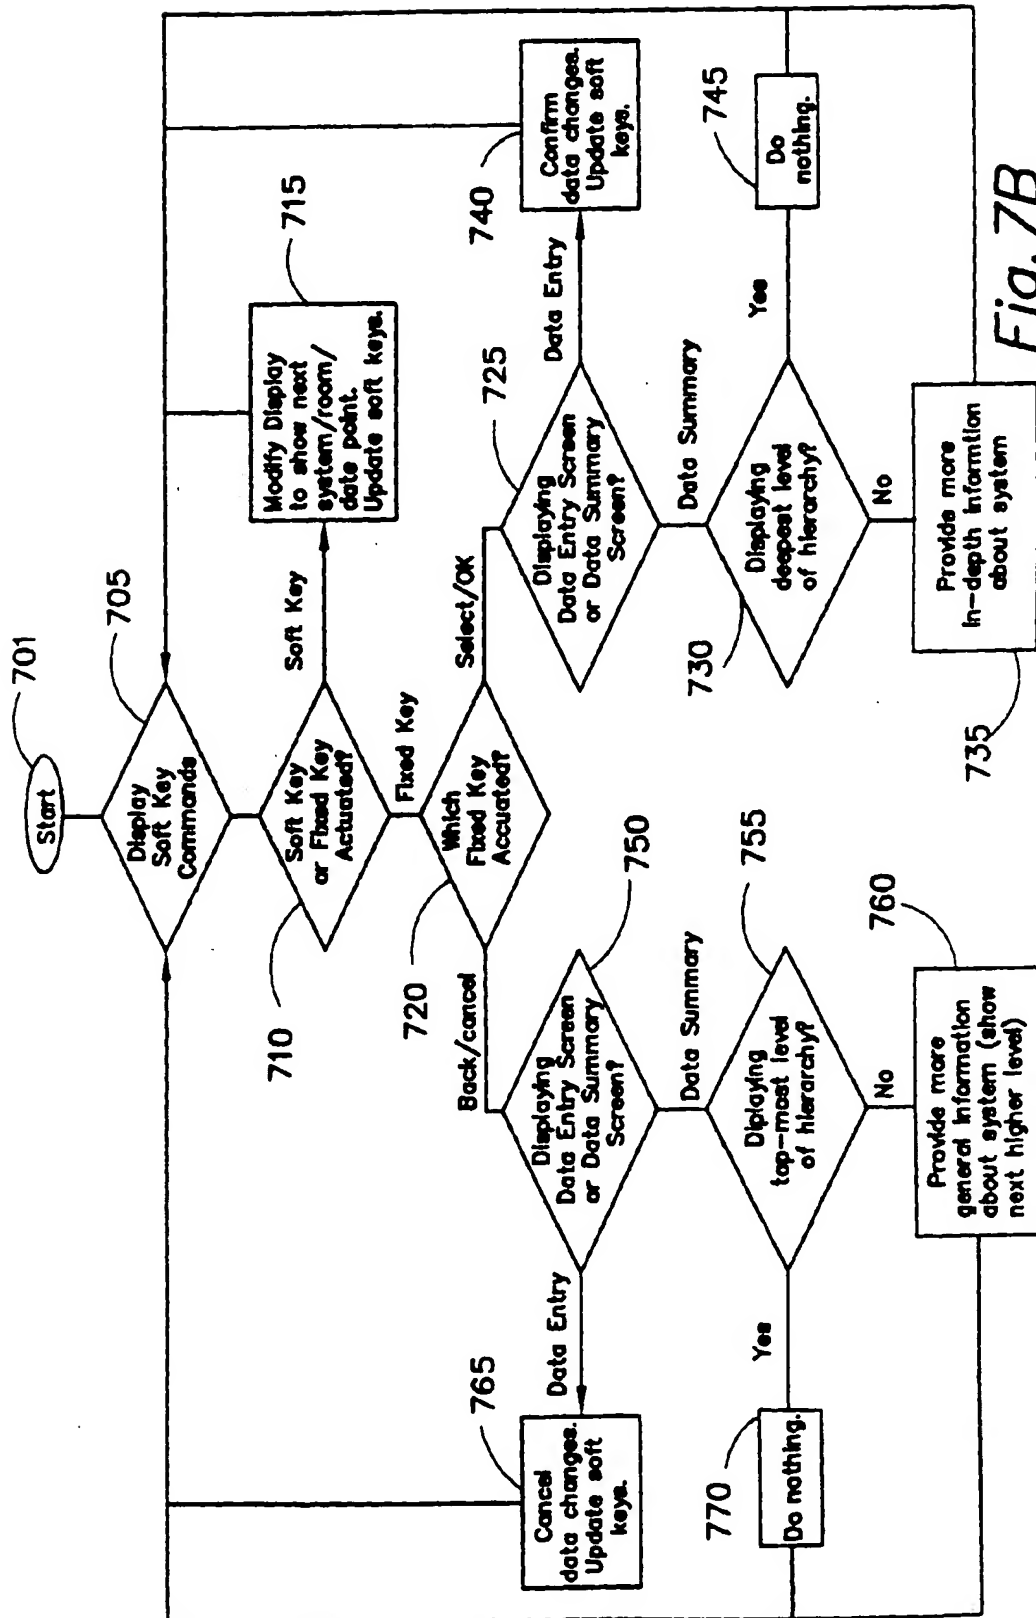 Start
701
Display
Soft Key
Commands
705
Soft Key
or Fixed Key
Actuated?
710
Soft Key
Modify Display
to show next
system/room/
date point.
Update soft keys.
715
Fixed Key
Which
Fixed Key
Accuated?
720
Select/OK
Back/cancel
Displaying
Data Entry Screen
or Data Summary
Screen?
725
Data Entry
Confirm
data changes.
Update soft
keys.
740
Data Summary
Displaying
deepest level
of hierarchy?
730
Yes
Do
nothing.
745
No
Provide more
in-depth informtion
about system
735
Displaying
Data Entry Screen
or Data Summary
Screen?
750
Data Entry
Cancel
data changes.
Update soft
keys.
765
Data Summary
Diplaying
top-most level
of hierarchy?
755
Yes
Do nothing.
770
No
Provide more
general information
about system (show
next higher level)
760
Fig. 7B